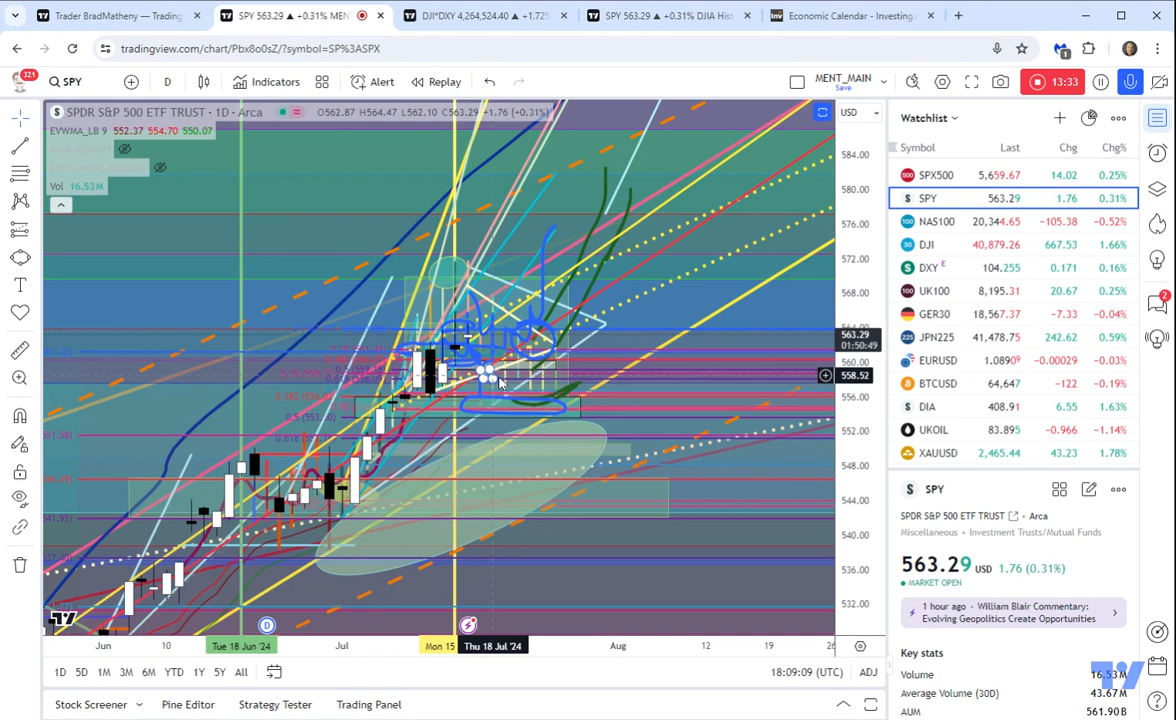 Trader BradMatheny — Trading
SPY 563.29 ▲ +0.31% MEN
DJI*DXY 4,264,524.40 ▲ +1.72%
SPY 563.29 ▲ +0.31% DJIA Hist
Economic Calendar - Investing.
tradingview.com/chart/Pbx8o0sZ/?symbol=SP%3ASPX
1
321
SPY
D
Indicators
Alert
Replay
MENT_MAIN
Save
13:33
SPDR S&P 500 ETF TRUST · 1D · Arca
O562.87 H564.47 L562.10 C563.29 +1.76 (+0.31%)
USD
EVWMA_LB 9 552.37 554.70 550.07
Vol 16.53M
584.00
580.00
576.00
572.00
568.00
563.29
01:50:49
560.00
558.52
556.00
552.00
548.00
544.00
540.00
536.00
532.00
551.58
541.95
Jun
10
Tue 18 Jun '24
Jul
Mon 15
Thu 18 Jul '24
Aug
12
19
26
1D 5D 1M 3M 6M YTD 1Y 5Y All
18:09:09 (UTC)
ADJ
Stock Screener
Pine Editor
Strategy Tester
Trading Panel
Watchlist
Symbol Last Chg Chg%
SPX500 5,659.67 14.02 0.25%
SPY 563.29 1.76 0.31%
NAS100 20,344.65 −105.38 −0.52%
DJI 40,879.26 667.53 1.66%
DXY E 104.255 0.171 0.16%
UK100 8,195.31 20.67 0.25%
GER30 18,567.37 −7.33 −0.04%
JPN225 41,478.75 242.62 0.59%
EURUSD 1.08909 −0.00029 −0.03%
BTCUSD 64,647 −122 −0.19%
DIA 408.91 6.55 1.63%
UKOIL 83.895 −0.966 −1.14%
XAUUSD 2,465.44 43.23 1.78%
SPY
SPDR S&P 500 ETF TRUST · Arca
Miscellaneous · Investment Trusts/Mutual Funds
563.29 USD 1.76 (0.31%)
MARKET OPEN
1 hour ago · William Blair Commentary:
Evolving Geopolitics Create Opportunities
Key stats
Volume 16.53M
Average Volume (30D) 43.67M
AUM 561.90B
2